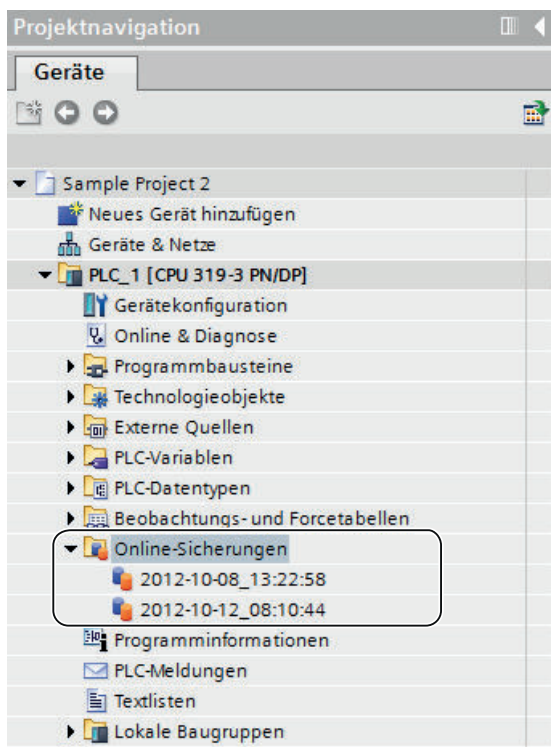 Projektnavigation
Geräte
Sample Project 2
Neues Gerät hinzufügen
Geräte & Netze
PLC_1 [CPU 319-3 PN/DP]
Gerätekonfiguration
Online & Diagnose
Programmbausteine
Technologieobjekte
Externe Quellen
PLC-Variablen
PLC-Datentypen
Beobachtungs- und Forcetabellen
Online-Sicherungen
2012-10-08_13:22:58
2012-10-12_08:10:44
Programminformationen
PLC-Meldungen
Textlisten
Lokale Baugruppen